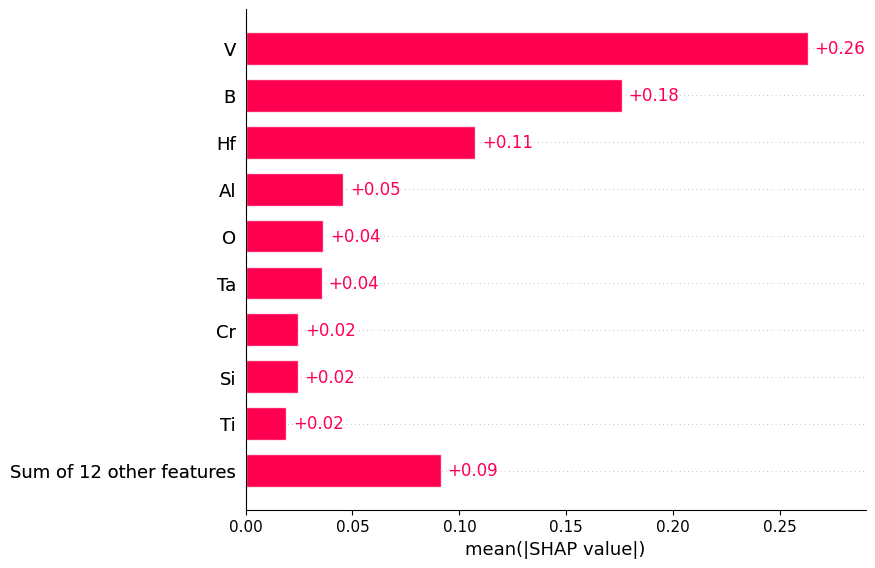 V +0.26
B +0.18
Hf +0.11
Al +0.05
O +0.04
Ta +0.04
Cr +0.02
Si +0.02
Ti +0.02
Sum of 12 other features +0.09
0.00 0.05 0.10 0.15 0.20 0.25
mean(|SHAP value|)